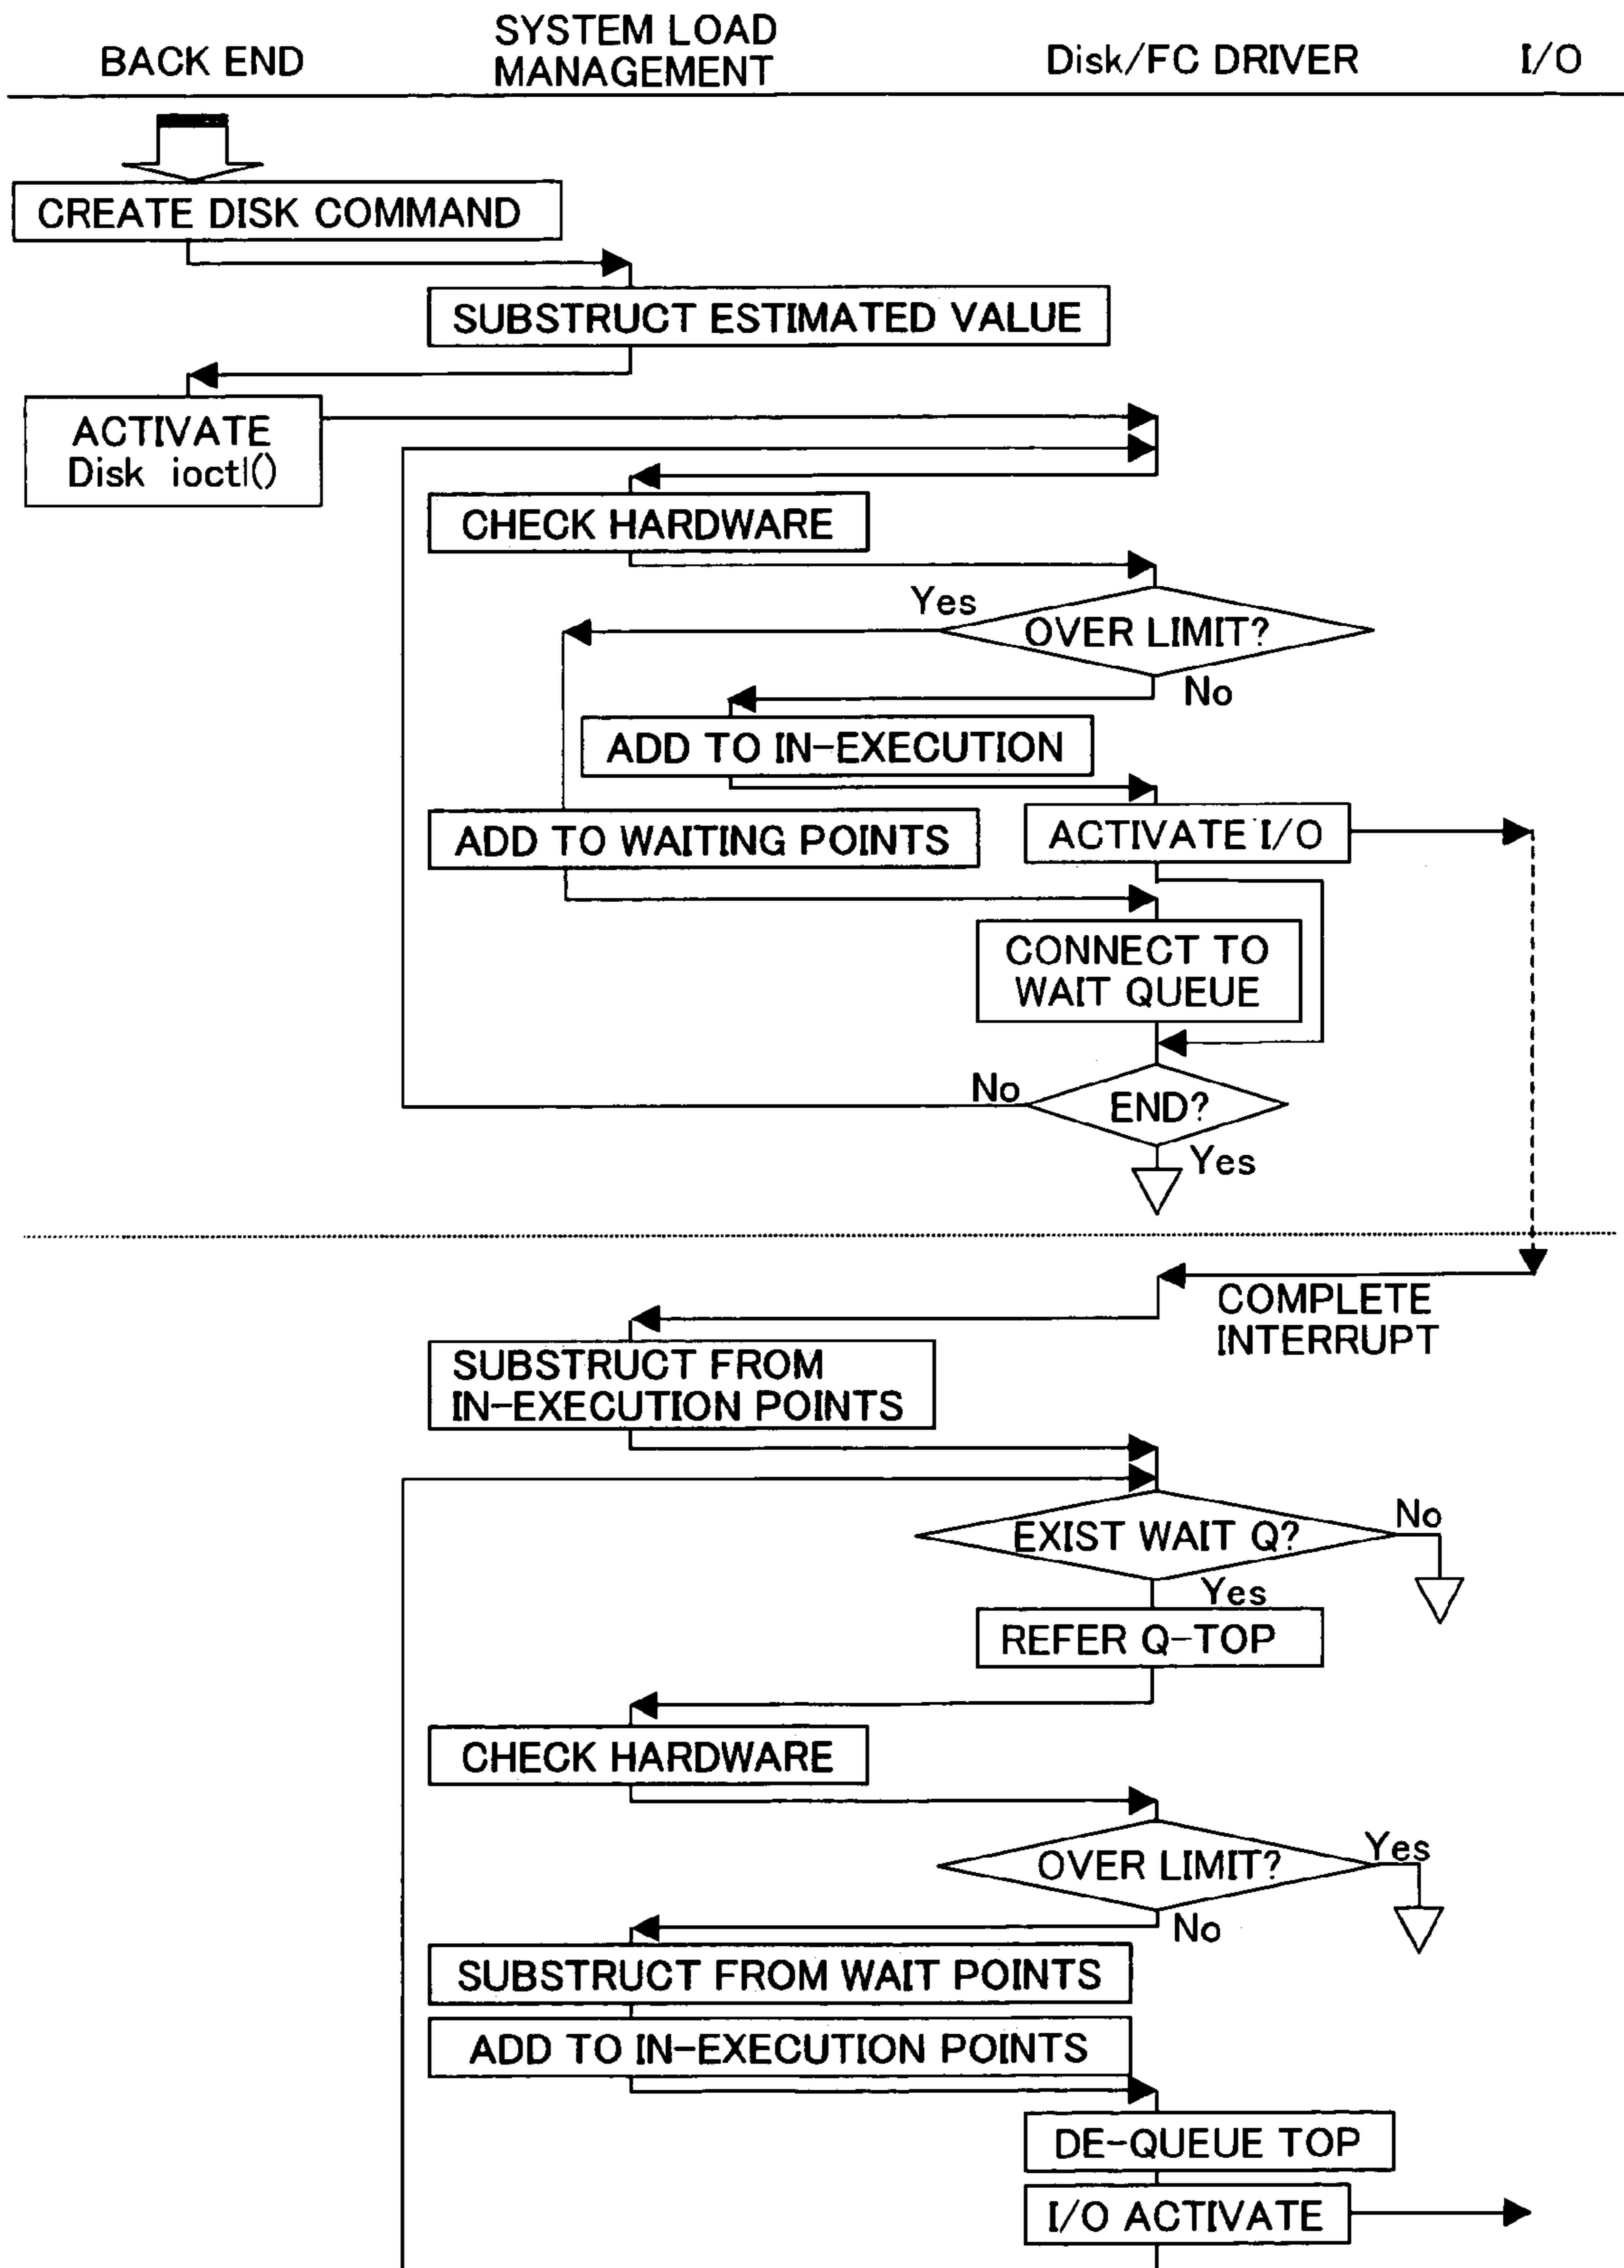 BACK END
SYSTEM LOAD
MANAGEMENT
Disk/FC DRIVER
I/O
CREATE DISK COMMAND
SUBSTRUCT ESTIMATED VALUE
ACTIVATE
Disk ioctl()
CHECK HARDWARE
Yes
OVER LIMIT?
No
ADD TO IN-EXECUTION
ADD TO WAITING POINTS
ACTIVATE I/O
CONNECT TO
WAIT QUEUE
No
END?
Yes
COMPLETE
INTERRUPT
SUBSTRUCT FROM
IN-EXECUTION POINTS
EXIST WAIT Q?
No
Yes
REFER Q-TOP
CHECK HARDWARE
OVER LIMIT?
Yes
No
SUBSTRUCT FROM WAIT POINTS
ADD TO IN-EXECUTION POINTS
DE-QUEUE TOP
I/O ACTIVATE